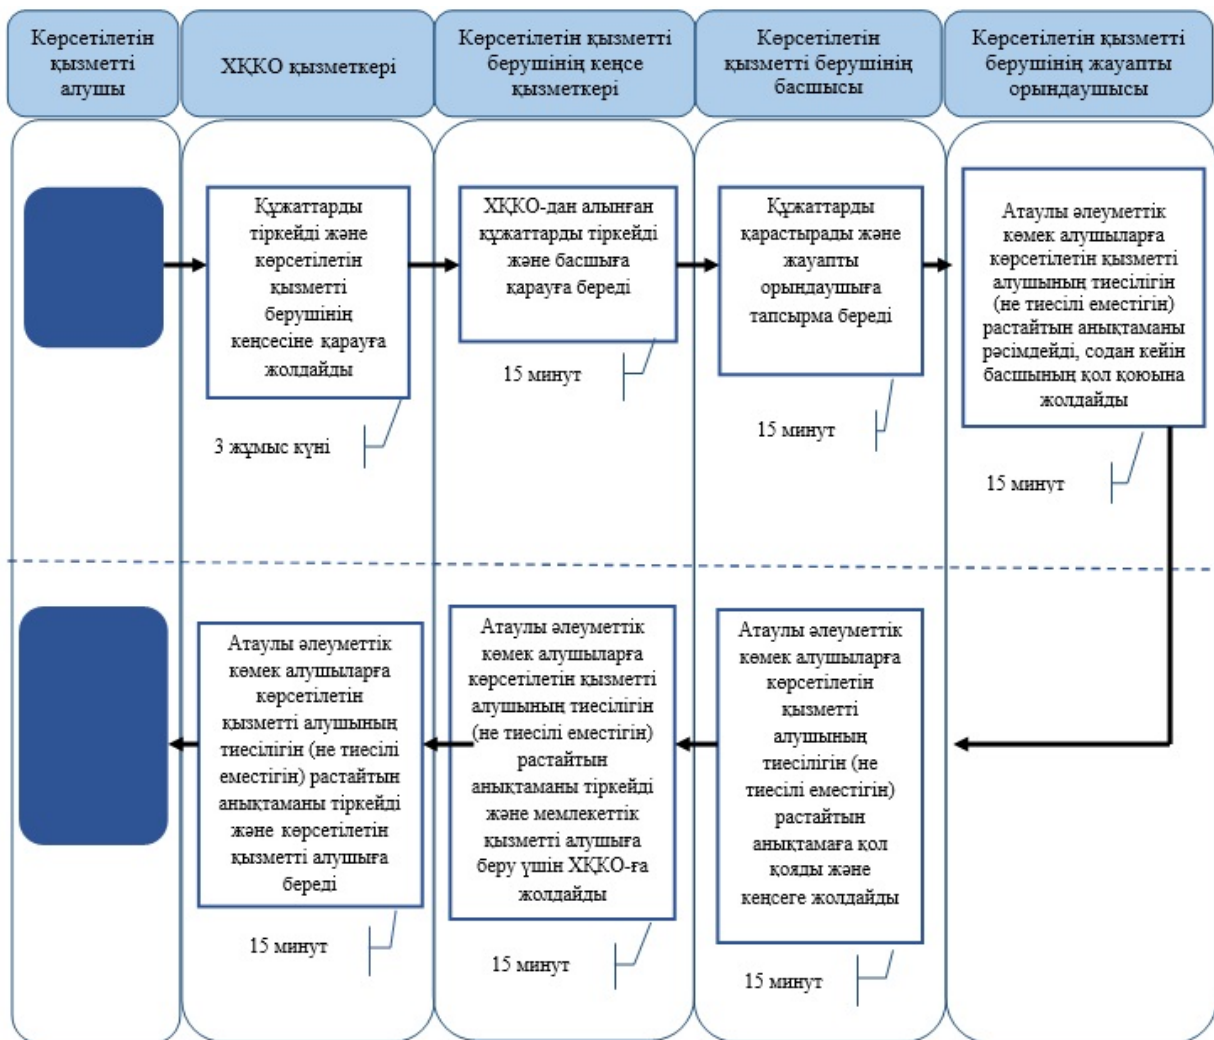 Көрсетілетін
қызметті
алушы
ХҚКО қызметкері
Көрсетілетін қызметті
берушінің кеңсе
қызметкері
Көрсетілетін
қызметті берушінің
басшысы
Көрсетілетін қызметті
берушінің жауапты
орындаушысы
Құжаттарды
тіркейді және
көрсетілетін
қызметті
берушінің
кеңсесіне қарауға
жолдайды
3 жұмыс күні
ХҚКО-дан алынған
құжаттарды тіркейді
және басшыға
қарауға береді
15 минут
Құжаттарды
қарастырады және
жауапты
орындаушыға
тапсырма береді
15 минут
Атаулы әлеуметтік
көмек алушыларға
көрсетілетін қызметті
алушының тиесілігін
(не тиесілі еместігін)
растайтын анықтаманы
рәсімдейді, содан кейін
басшының қол қоюына
жолдайды
15 минут
Атаулы әлеуметтік
көмек алушыларға
көрсетілетін
қызметті алушының
тиесілігін (не тиесілі
еместігін) растайтын
анықтаманы тіркейді
және көрсетілетін
қызметті алушыға
береді
15 минут
Атаулы әлеуметтік
көмек алушыларға
көрсетілетін қызметті
алушының тиесілігін
(не тиесілі еместігін)
растайтын
анықтаманы тіркейді
және мемлекеттік
қызметті алушыға
беру үшін ХҚКО-ға
жолдайды
15 минут
Атаулы әлеуметтік
көмек алушыларға
көрсетілетін
қызметті
алушының
тиесілігін (не
тиесілі еместігін)
растайтын
анықтамаға қол
қояды және
кеңсеге жолдайды
15 минут